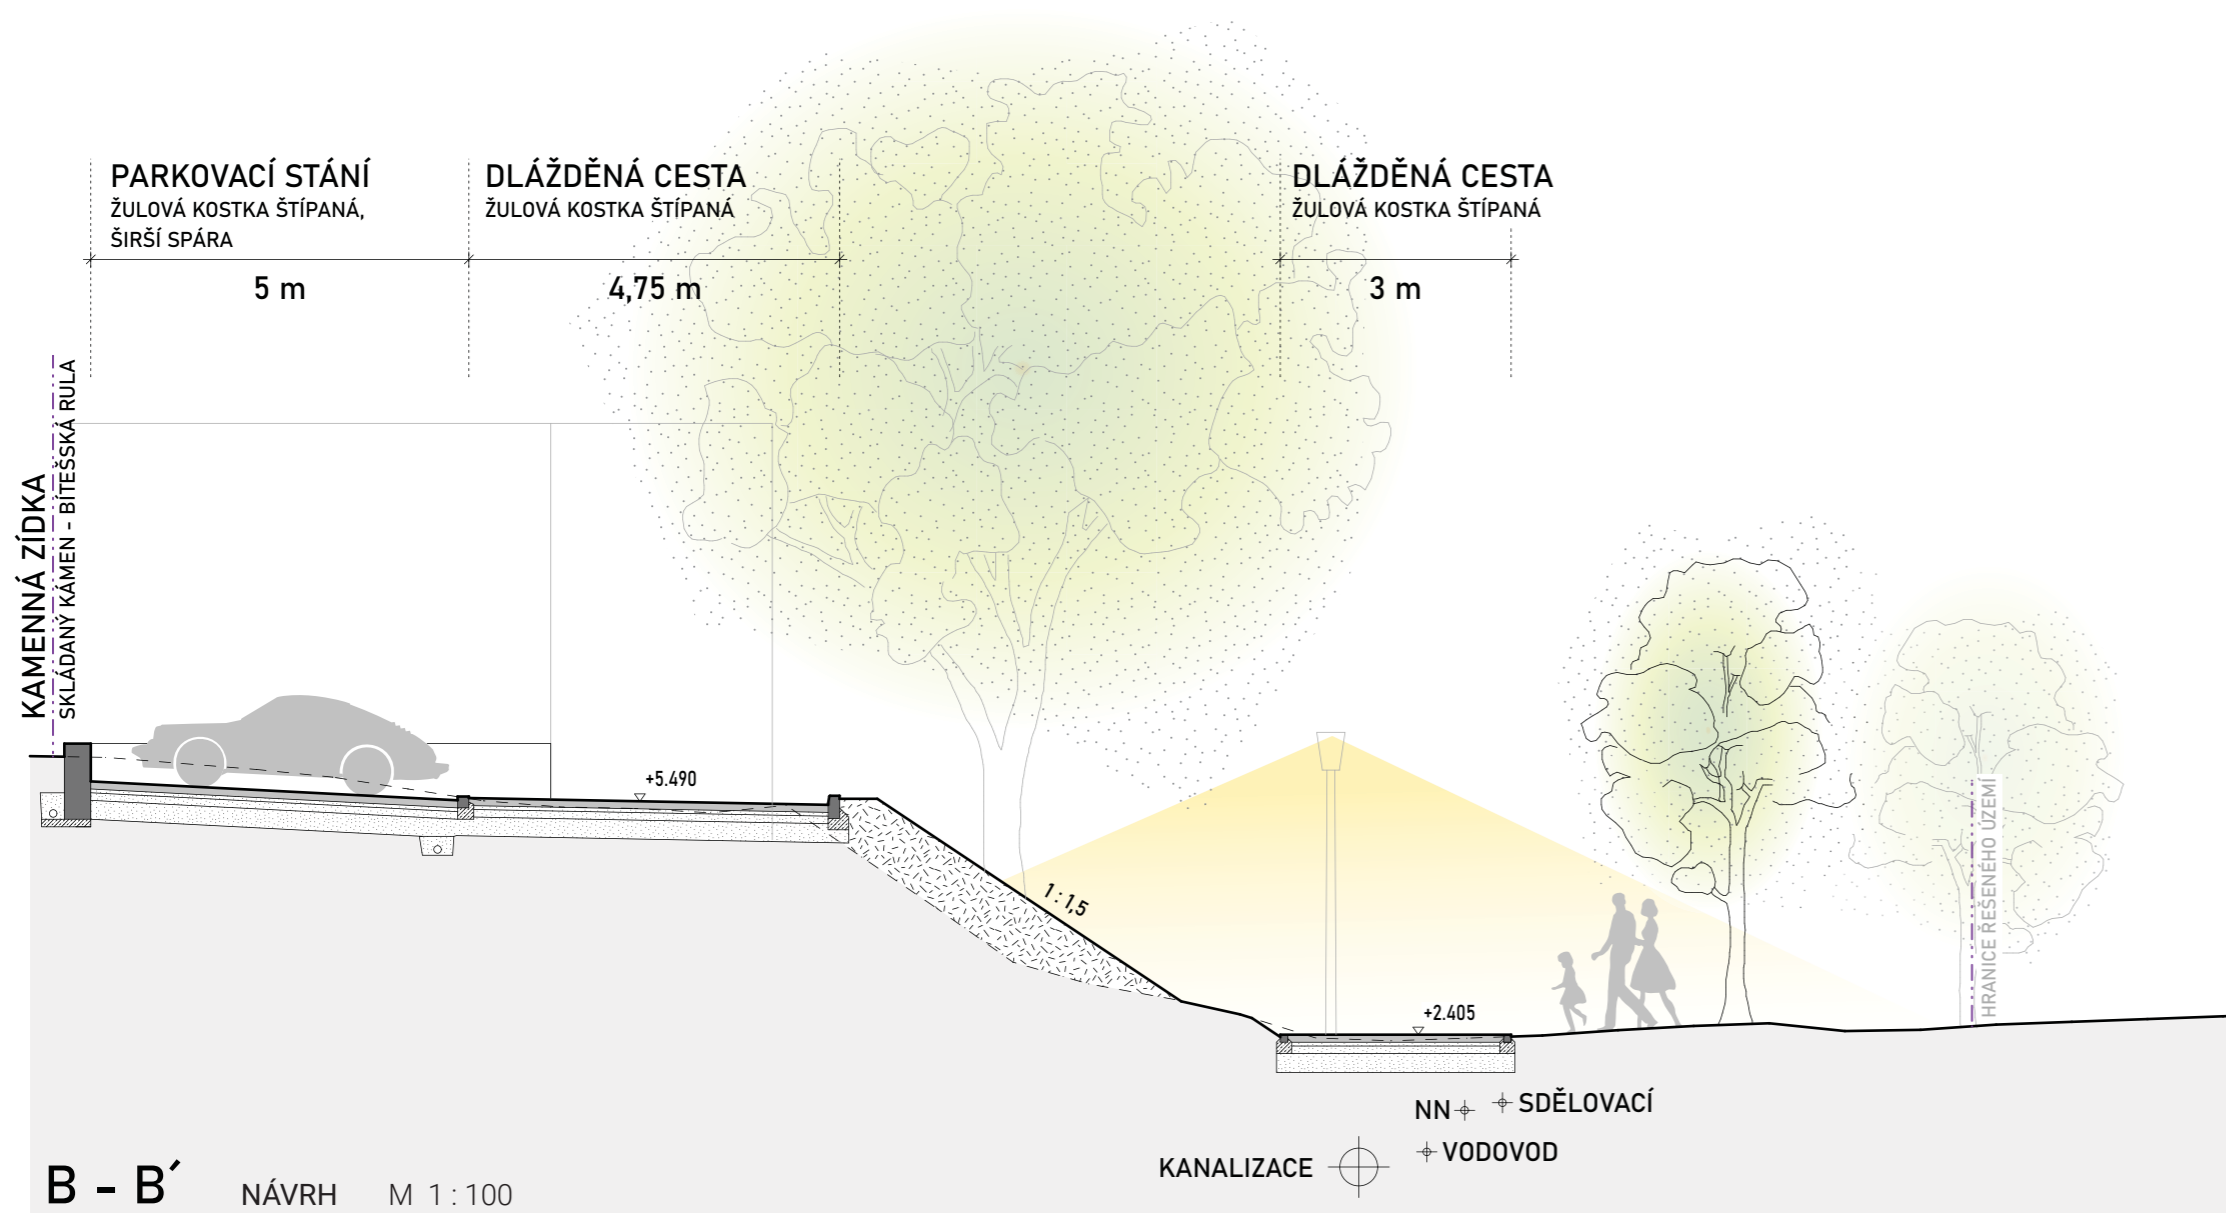 PARKOVACÍ STÁNÍ
ŽULOVÁ KOSTKA ŠTÍPANÁ,
ŠIRŠÍ SPÁRA
5 m
DLÁŽDĚNÁ CESTA
ŽULOVÁ KOSTKA ŠTÍPANÁ
4,75 m
DLÁŽDĚNÁ CESTA
ŽULOVÁ KOSTKA ŠTÍPANÁ
3 m
KAMENNÁ ZÍDKA
SKLÁDANÝ KÁMEN - BÍTEŠSKÁ RULA
+5.490
1 : 1,5
+2.405
HRANICE ŘEŠENÉHO ÚZEMÍ
NN
SDĚLOVACÍ
VODOVOD
KANALIZACE
B - B´ NÁVRH M 1 : 100